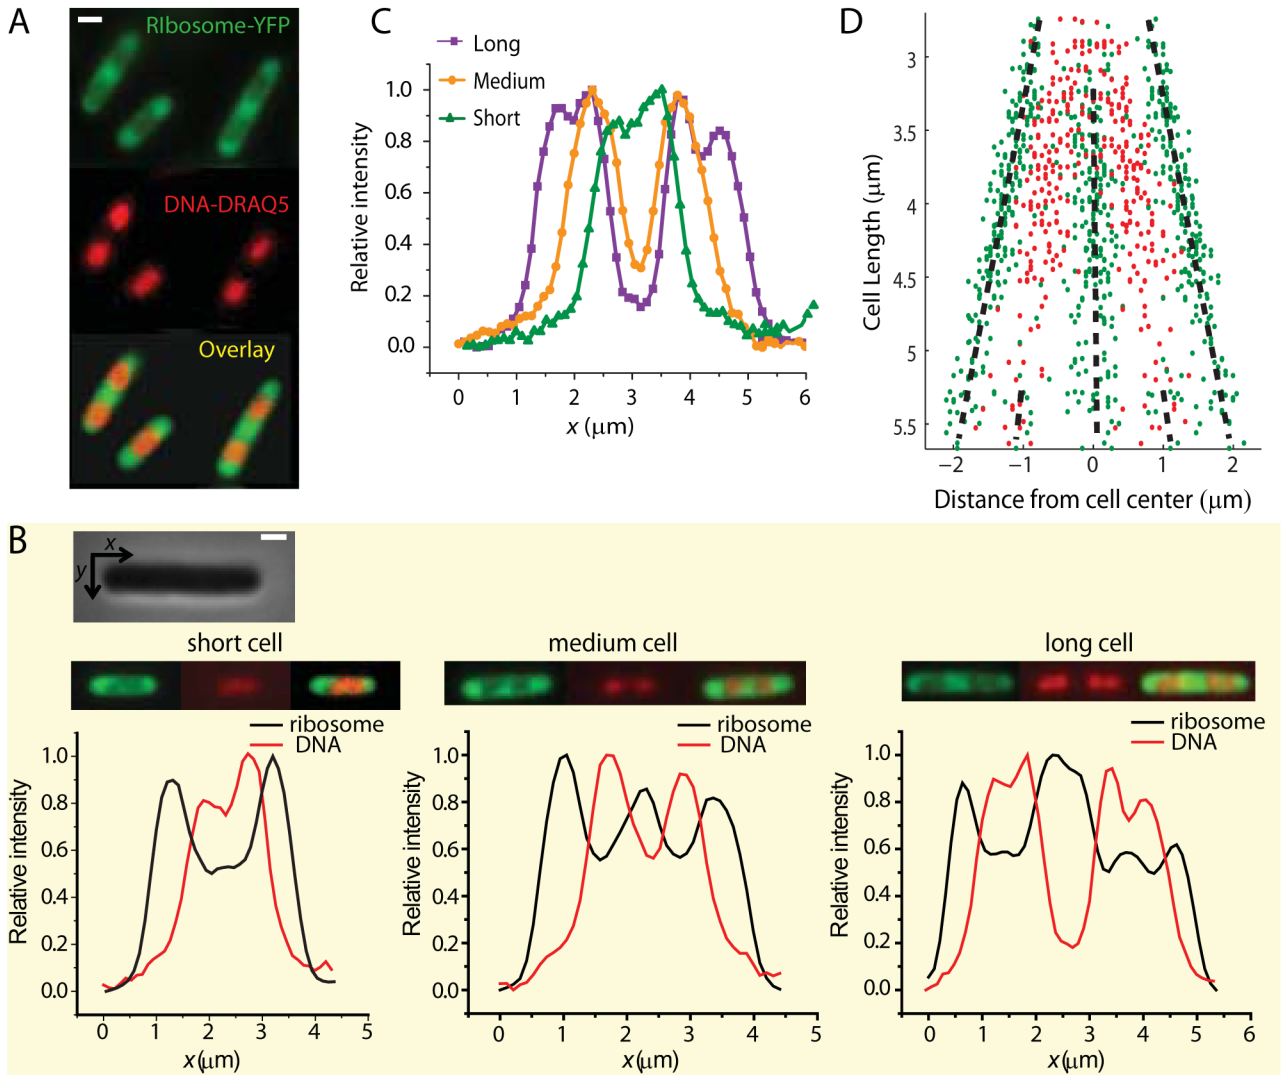 A
RIbosome-YFP
DNA-DRAQ5
Overlay
C
Long
Medium
Short
Relative intensity
1.0
0.8
0.6
0.4
0.2
0.0
0 1 2 3 4 5 6
x (μm)
D
Cell Length (μm)
3
3.5
4
4.5
5
5.5
−2 −1 0 1 2
Distance from cell center (μm)
B
x
y
short cell
medium cell
long cell
ribosome
DNA
Relative intensity
1.0
0.8
0.6
0.4
0.2
0.0
0 1 2 3 4 5
x(μm)
ribosome
DNA
Relative intensity
1.0
0.8
0.6
0.4
0.2
0.0
0 1 2 3 4 5
x(μm)
ribosome
DNA
Relative intensity
1.0
0.8
0.6
0.4
0.2
0.0
0 1 2 3 4 5 6
x(μm)